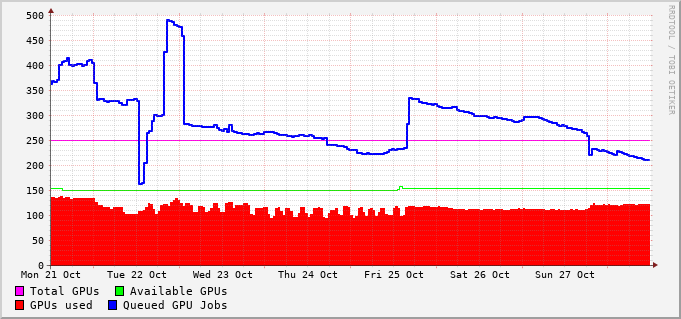 500
450
400
350
300
250
200
150
100
50
0
Mon 21 Oct Tue 22 Oct Wed 23 Oct Thu 24 Oct Fri 25 Oct Sat 26 Oct Sun 27 Oct
Total GPUs Available GPUs
GPUs used Queued GPU Jobs
RRDTOOL / TOBI OETIKER